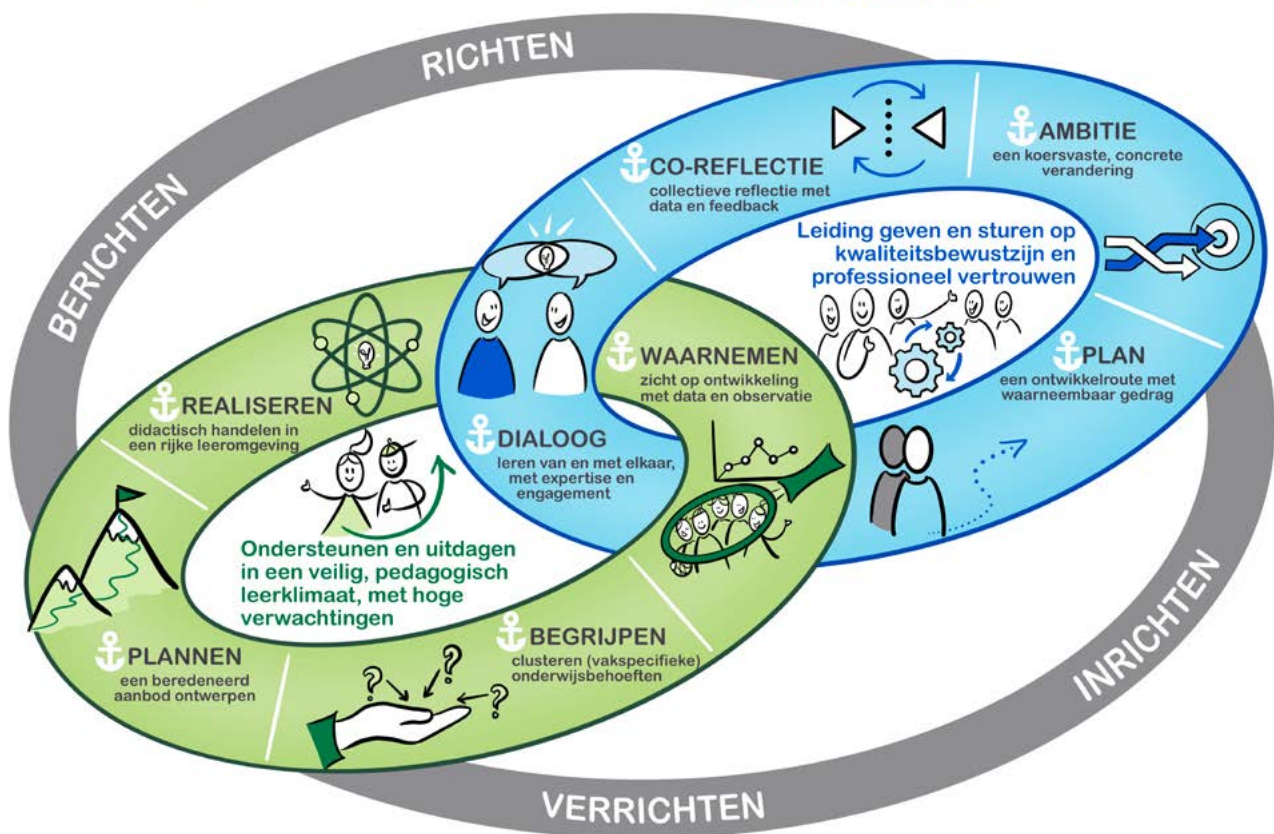 RICHTEN
BERICHTEN
INRICHTEN
VERRICHTEN
CO-REFLECTIE
collectieve reflectie met
data en feedback
AMBITIE
een koersvaste, concrete
verandering
Leiding geven en sturen op
kwaliteitsbewustzijn en
professioneel vertrouwen
PLAN
een ontwikkelroute met
waarneembaar gedrag
DIALOOG
leren van en met elkaar,
met expertise en
engagement
WAARNEMEN
zicht op ontwikkeling
met data en observatie
REALISEREN
didactisch handelen in
een rijke leeromgeving
Ondersteunen en uitdagen
in een veilig, pedagogisch
leerklimaat, met hoge
verwachtingen
PLANNEN
een beredeneerd
aanbod ontwerpen
BEGRIJPEN
clusteren (vakspecifieke)
onderwijsbehoeften
? ? ?